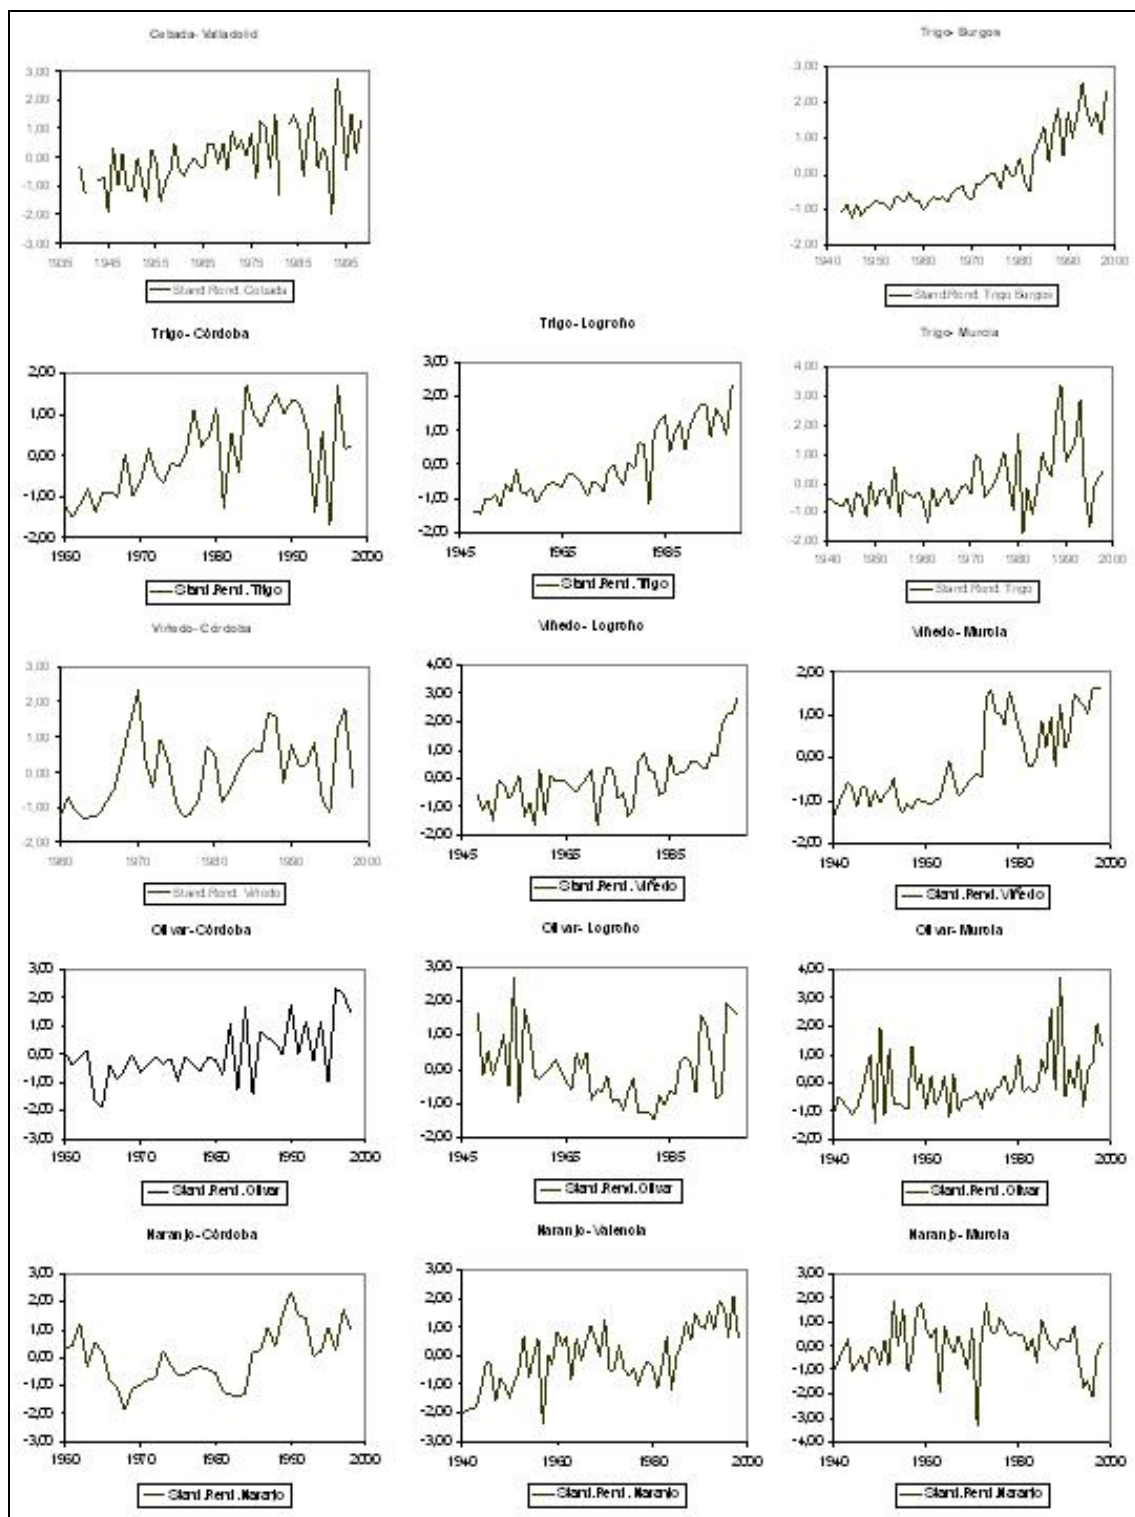 Cebada- Valladolid
3,00
2,00
1,00
0,00
-1,00
-2,00
-3,00
1935 1945 1955 1965 1975 1985 1995
Stand.Rend. Cebada
Trigo- Burgos
3,00
2,00
1,00
0,00
-1,00
-2,00
1940 1950 1960 1970 1980 1990 2000
Stand.Rend. Trigo Burgos
Trigo- Córdoba
2,00
1,00
0,00
-1,00
-2,00
1960 1970 1980 1990 2000
Stand.Rend. Trigo
Trigo- Logroño
3,00
2,00
1,00
0,00
-1,00
-2,00
1945 1965 1985
Stand.Rend. Trigo
Trigo- Murcia
4,00
3,00
2,00
1,00
0,00
-1,00
-2,00
1940 1950 1960 1970 1980 1990 2000
Stand.Rend. Trigo
Viñedo- Córdoba
3,00
2,00
1,00
0,00
-1,00
-2,00
1960 1970 1980 1990 2000
Stand.Rend. Viñedo
Viñedo- Logroño
4,00
3,00
2,00
1,00
0,00
-1,00
-2,00
1945 1965 1985
Stand.Rend. Viñedo
Viñedo- Murcia
2,00
1,00
0,00
-1,00
-2,00
1940 1960 1980 2000
Stand.Rend. Viñedo
Olivar-Córdoba
3,00
2,00
1,00
0,00
-1,00
-2,00
-3,00
1960 1970 1980 1990 2000
Stand.Rend. Olivar
Olivar- Logroño
3,00
2,00
1,00
0,00
-1,00
-2,00
1945 1965 1985
Stand.Rend. Olivar
Olivar- Murcia
4,00
3,00
2,00
1,00
0,00
-1,00
-2,00
1940 1960 1980 2000
Stand.Rend. Olivar
Naranjo- Córdoba
3,00
2,00
1,00
0,00
-1,00
-2,00
-3,00
1960 1970 1980 1990 2000
Stand.Rend.Naranjo
Naranjo- Valencia
3,00
2,00
1,00
0,00
-1,00
-2,00
-3,00
1940 1960 1980 2000
Stand.Rend. Naranjo
Naranjo- Murcia
3,00
2,00
1,00
0,00
-1,00
-2,00
-3,00
-4,00
1940 1960 1980 2000
Stand.Rend.Naranjo